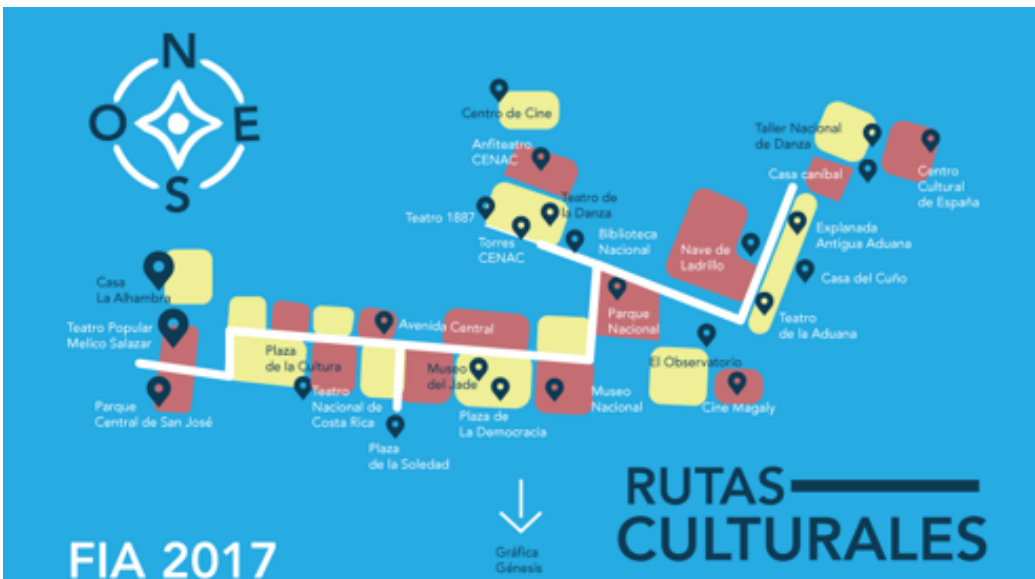 N
O
E
S
Centro de Cine
Anfiteatro
CENAC
Teatro 1887
Torres
CENAC
Teatro de
la Danza
Biblioteca
Nacional
Taller Nacional
de Danza
Casa caníbal
Centro
Cultural
de España
Nave de
Ladrillo
Explanada
Antigua Aduana
Casa del Cuño
Teatro
de la Aduana
Casa
La Alhambra
Teatro Popular
Melico Salazar
Parque
Central de San José
Plaza
de la Cultura
Avenida Central
Teatro
Nacional de
Costa Rica
Plaza
de la Soledad
Museo
del Jade
Plaza de
La Democracia
Museo
Nacional
Parque
Nacional
El Observatorio
Cine Magaly
RUTAS
CULTURALES
FIA 2017
Gráfica
Génesis